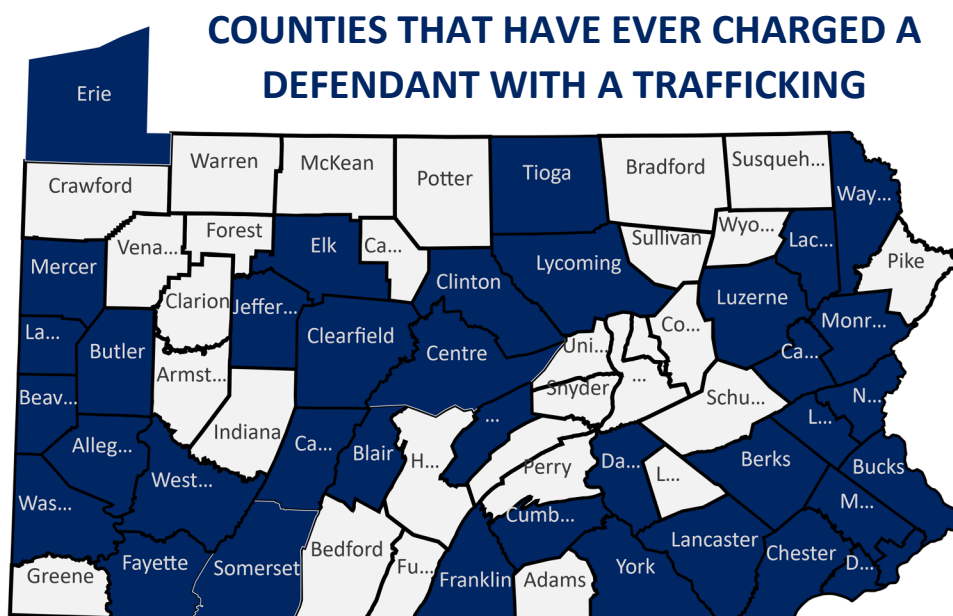 COUNTIES THAT HAVE EVER CHARGED A
DEFENDANT WITH A TRAFFICKING
Erie
Warren
McKean
Potter
Tioga
Bradford
Susqueh...
Crawford
Way...
Forest
Vena...
Elk
Ca...
Sullivan
Wyo...
Lac...
Mercer
Lycoming
Pike
Clinton
Clarion
Jeffer...
Luzerne
La...
Clearfield
Co...
Monr...
Butler
Centre
Uni...
Ca...
Armst...
...
Beav...
Snyder
Schu...
N...
L...
Indiana
...
Alleg...
Ca...
Blair
H...
Perry
Da...
L...
Berks
Bucks
West...
Was...
Cumb...
M...
Lancaster
Chester
D...
Fayette
Somerset
Bedford
Fu...
Franklin
Adams
York
Greene